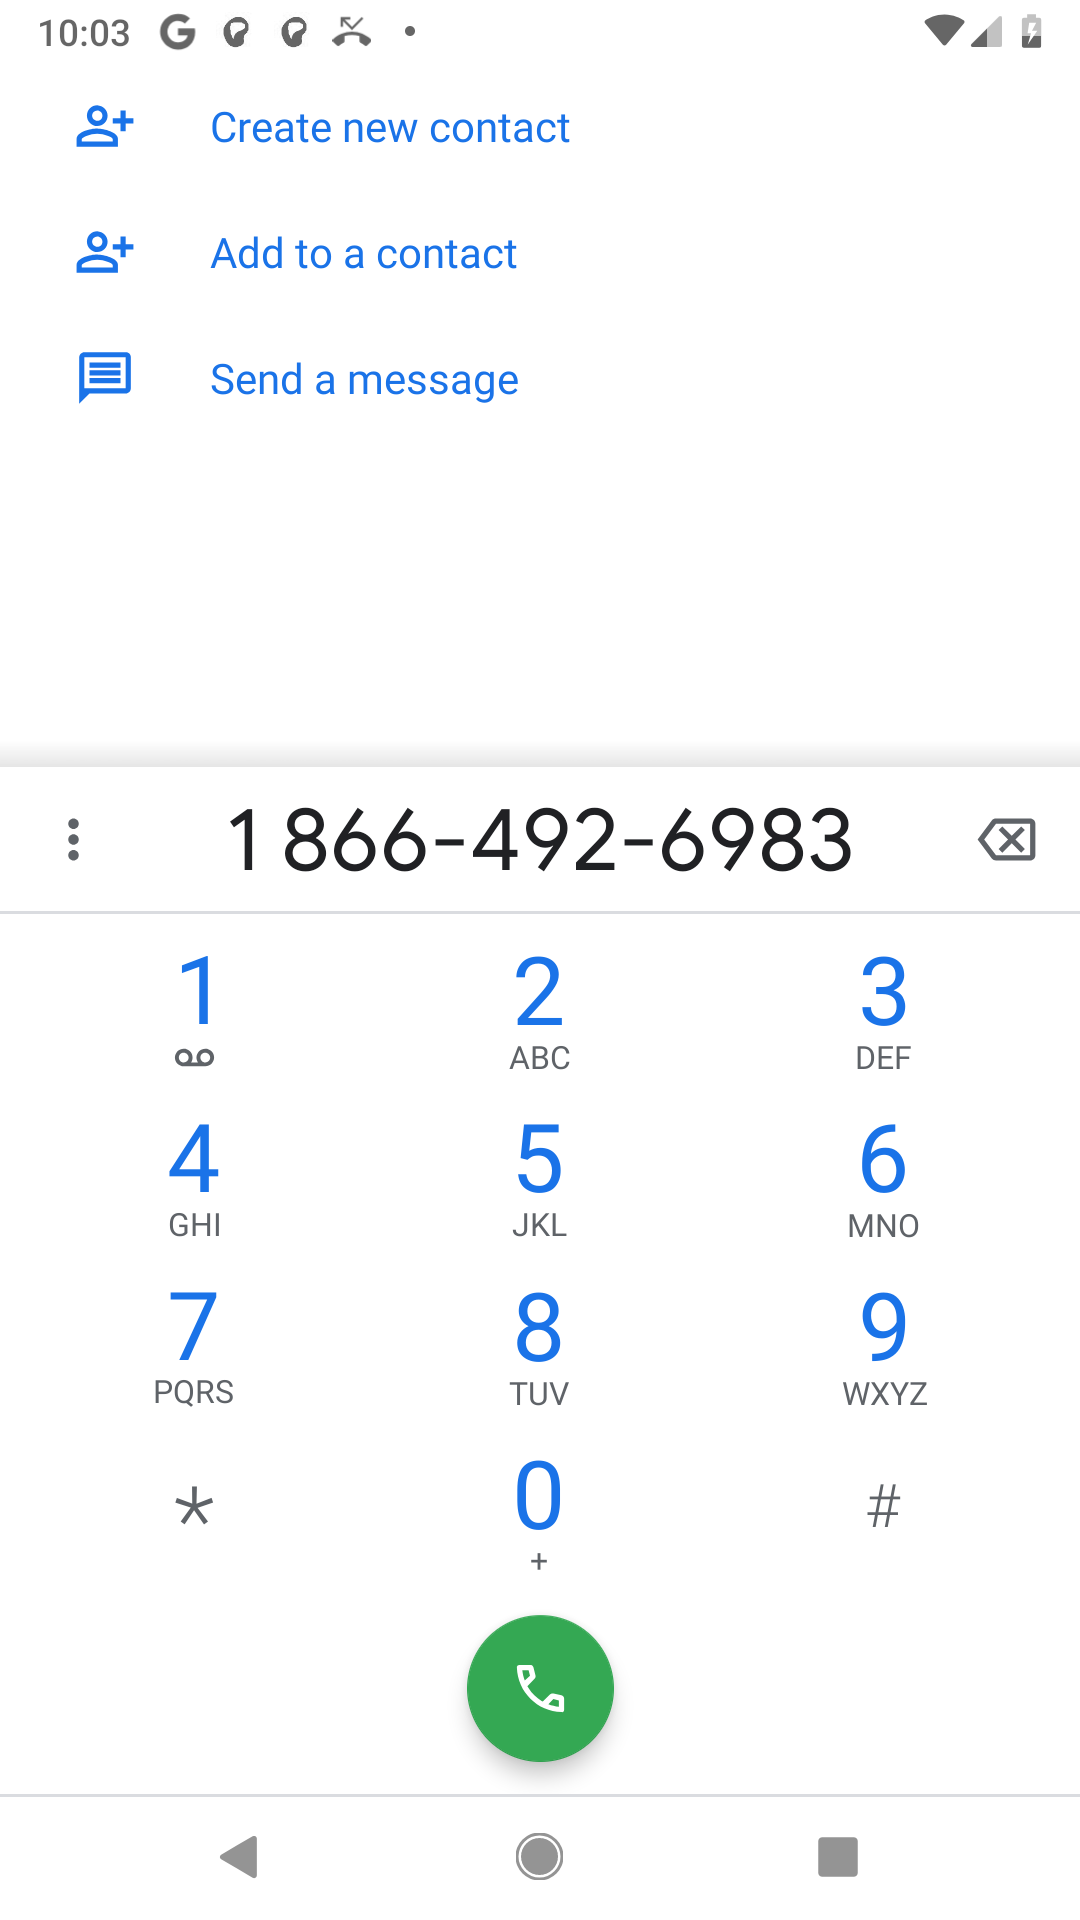 10:03
Create new contact
Add to a contact
Send a message
1 866-492-6983
1 2 3
ABC DEF
4 5 6
GHI JKL MNO
7 8 9
PQRS TUV WXYZ
* 0 #
+